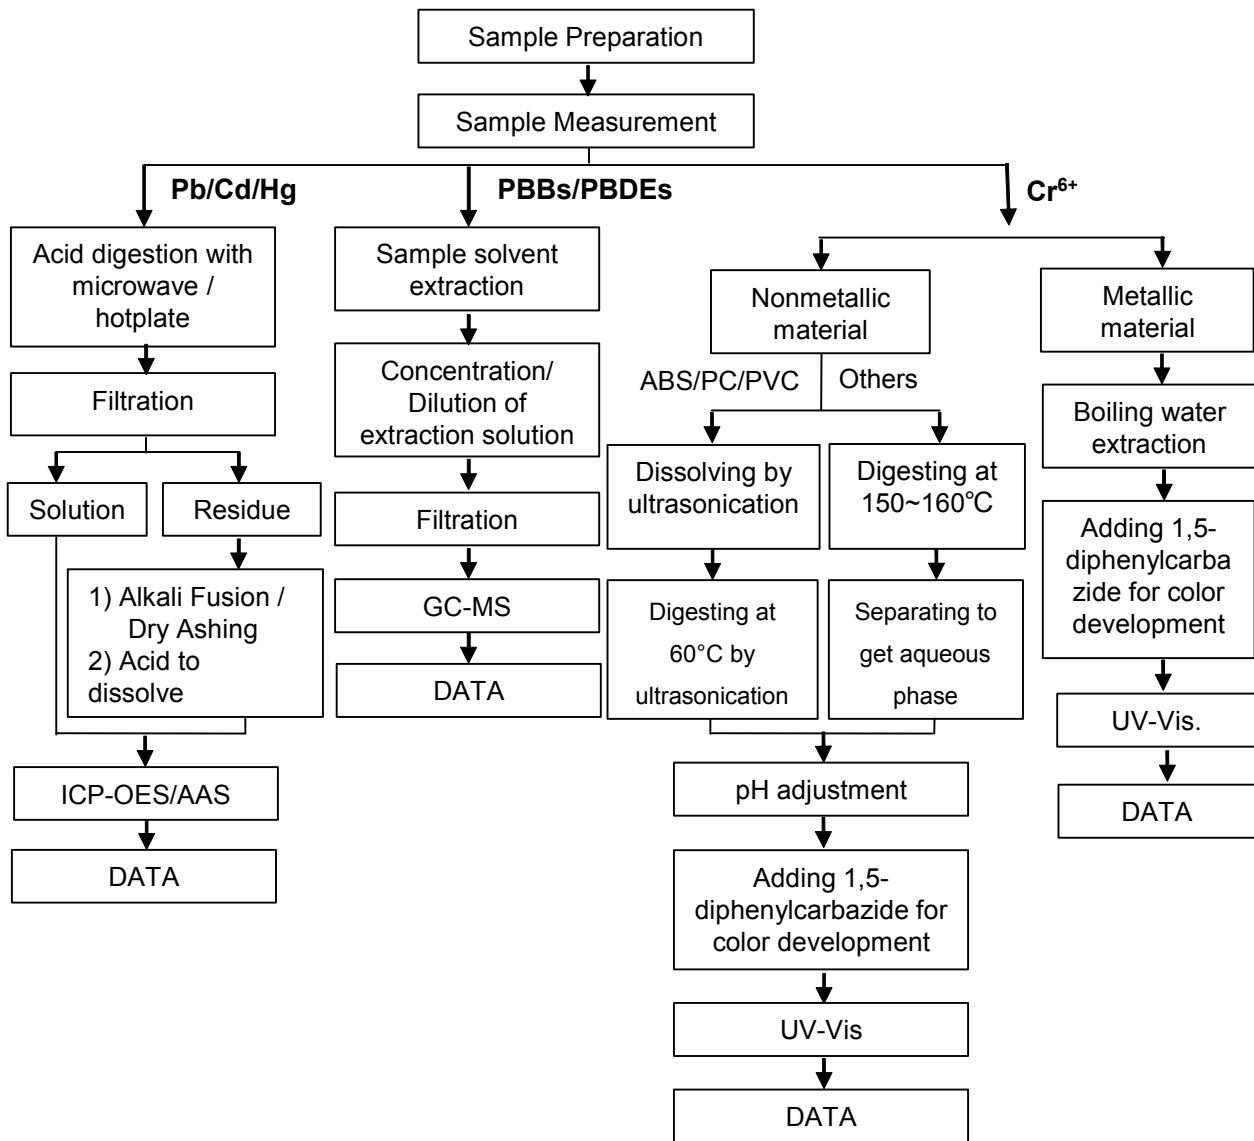 Sample Preparation
Sample Measurement
Pb/Cd/Hg
PBBs/PBDEs
Cr⁶⁺
Acid digestion with
microwave /
hotplate
Filtration
Solution
Residue
1) Alkali Fusion /
Dry Ashing
2) Acid to
dissolve
ICP-OES/AAS
DATA
Sample solvent
extraction
Concentration/
Dilution of
extraction solution
Filtration
GC-MS
DATA
Nonmetallic
material
ABS/PC/PVC
Others
Dissolving by
ultrasonication
Digesting at
60°C by
ultrasonication
Digesting at
150~160℃
Separating to
get aqueous
phase
pH adjustment
Adding 1,5-
diphenylcarbazide for
color development
UV-Vis
DATA
Metallic
material
Boiling water
extraction
Adding 1,5-
diphenylcarba
zide for color
development
UV-Vis.
DATA